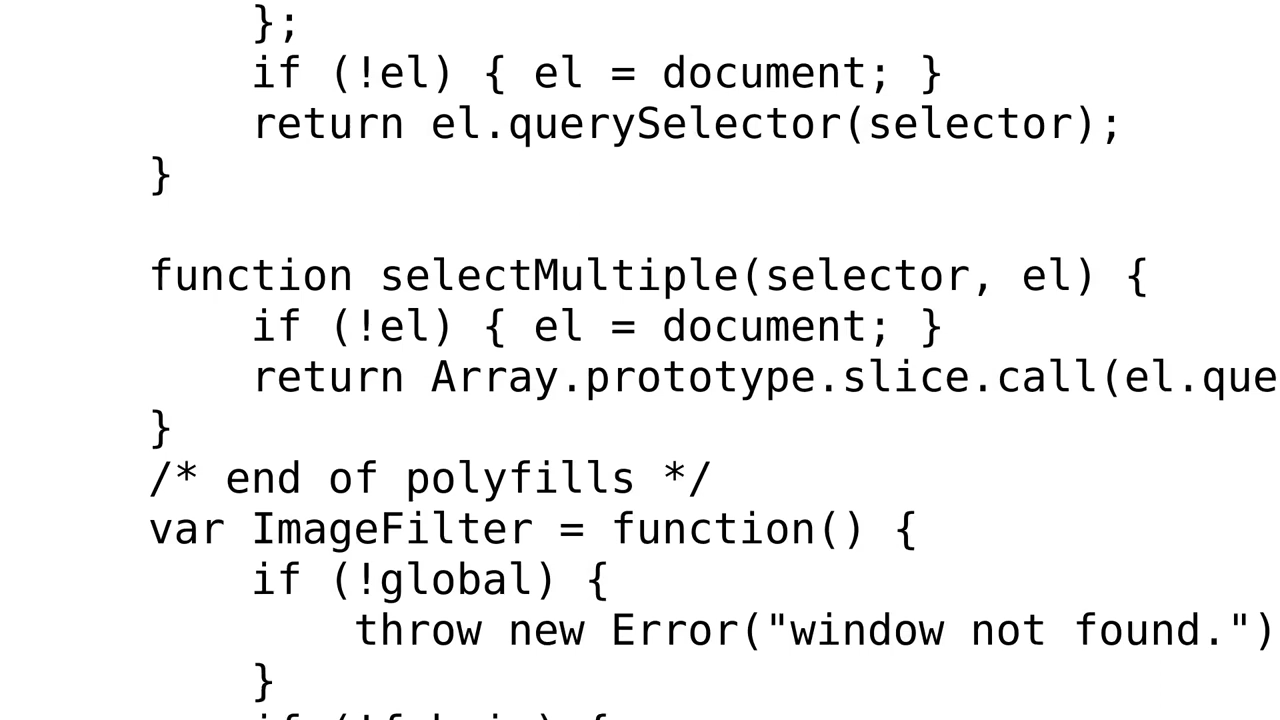 };
if (!el) { el = document; }
return el.querySelector(selector);
}
function selectMultiple(selector, el) {
if (!el) { el = document; }
return Array.prototype.slice.call(el.que
}
/* end of polyfills */
var ImageFilter = function() {
if (!global) {
throw new Error("window not found.")
}